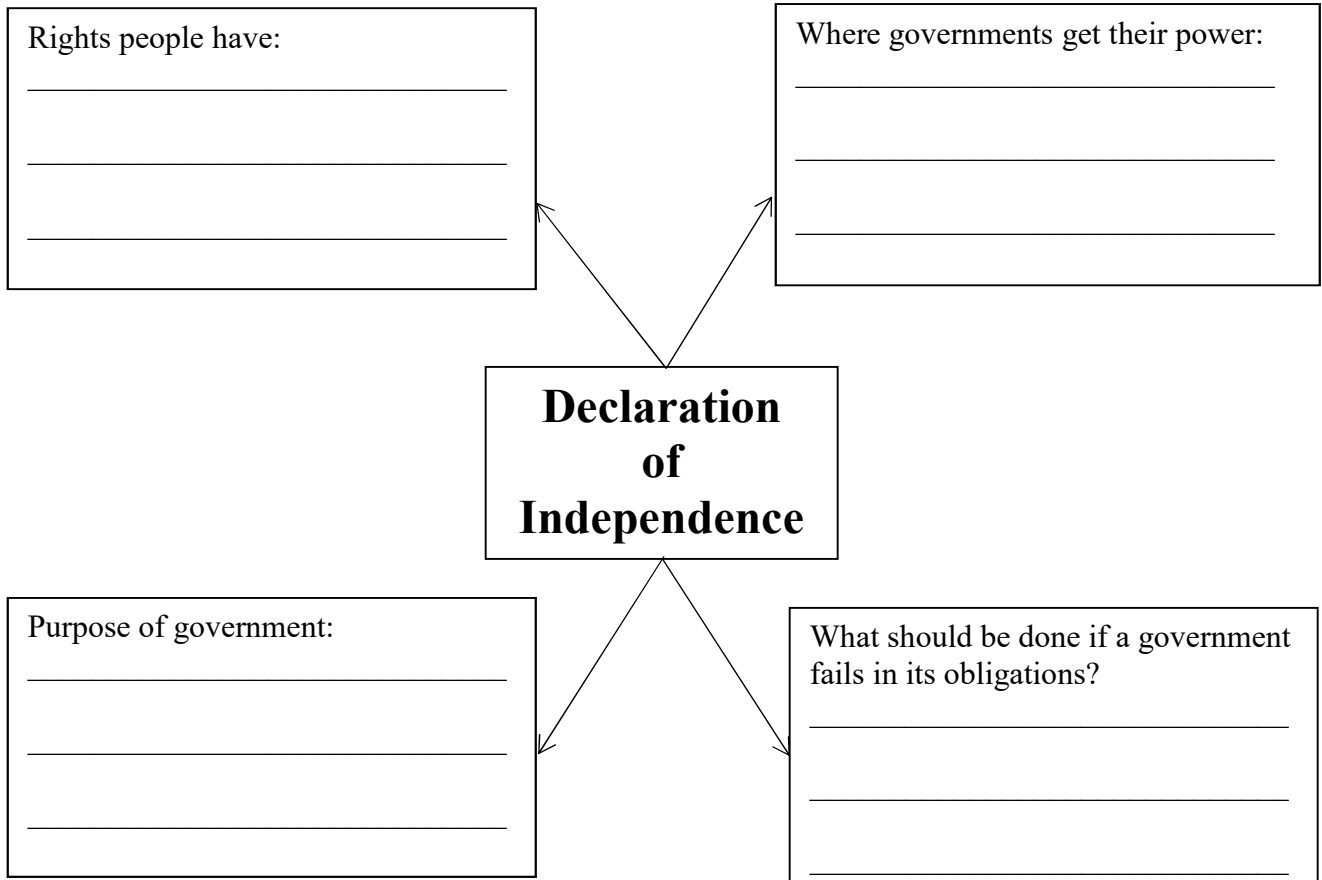 Rights people have:
Where governments get their power:
Declaration
of
Independence
Purpose of government:
What should be done if a government
fails in its obligations?